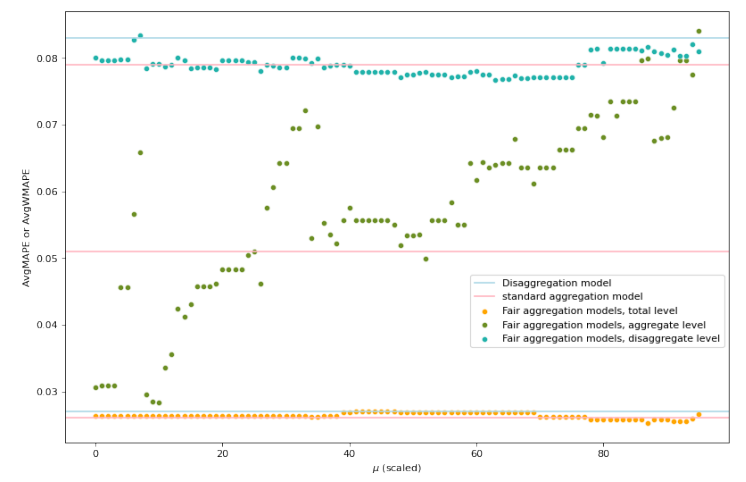 AvgMAPE or AvgWMAPE
0.08
0.07
0.06
0.05
0.04
0.03
Disaggregation model
standard aggregation model
Fair aggregation models, total level
Fair aggregation models, aggregate level
Fair aggregation models, disaggregate level
0 20 40 60 80
μ (scaled)